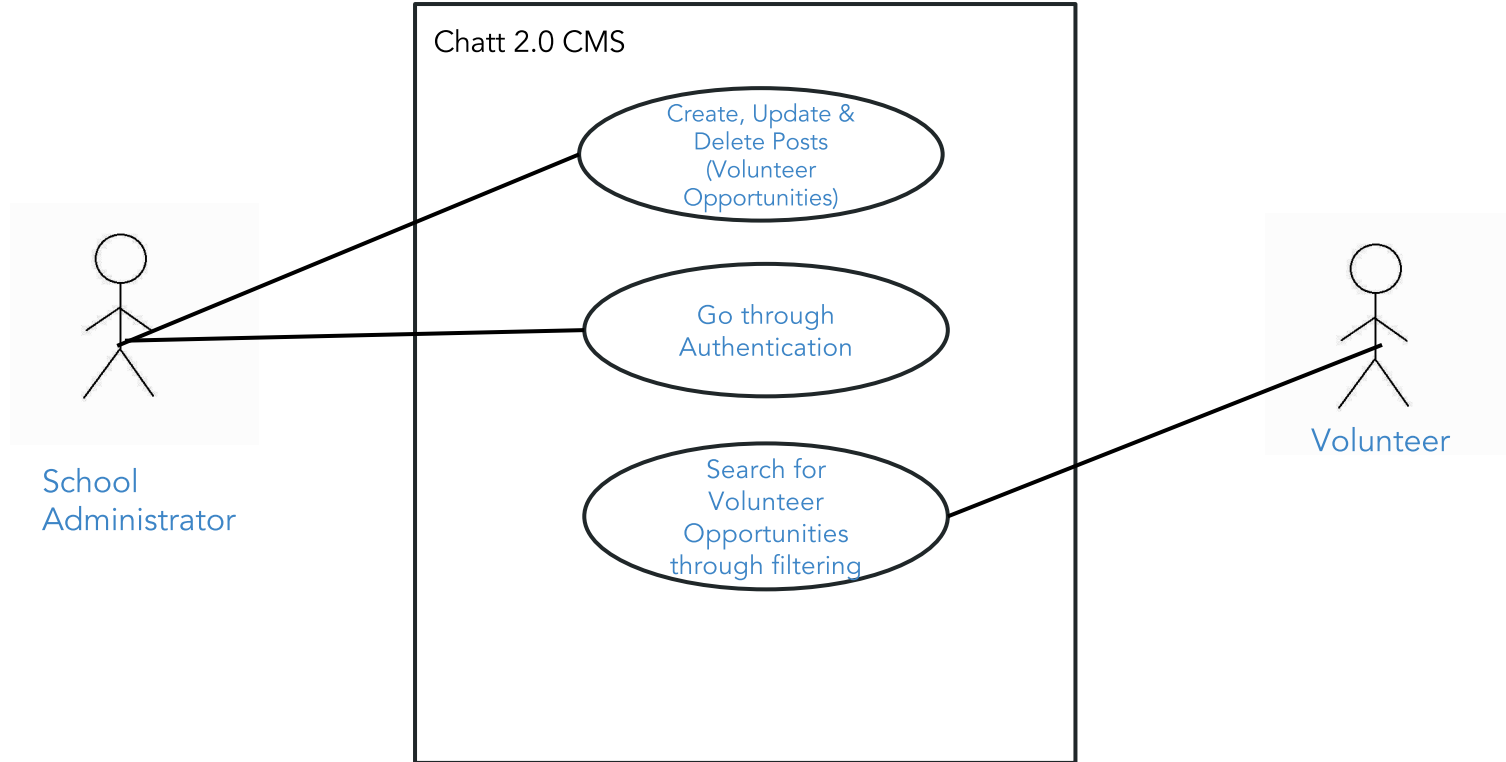 Chatt 2.0 CMS
Create, Update &
Delete Posts
(Volunteer
Opportunities)
Go through
Authentication
Search for
Volunteer
Opportunities
through filtering
School
Administrator
Volunteer